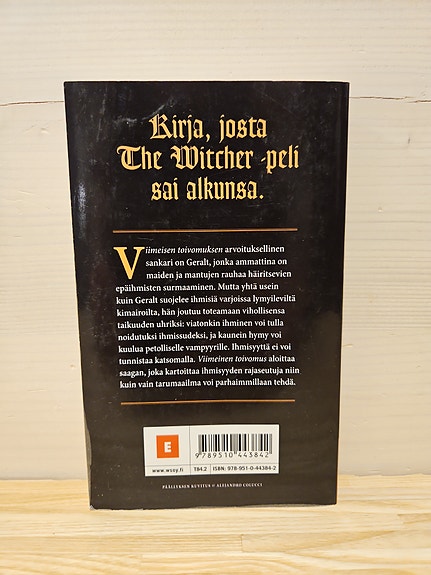 Kirja, josta
The Witcher -peli
sai alkunsa.
Viimeisen toivomuksen arvoituksellinen
sankari on Geralt, jonka ammattina on
maiden ja mantujen rauhaa häiritsevien
epäihmisten surmaaminen. Mutta yhtä usein
kuin Geralt suojelee ihmisiä varjoissa lymyileviltä
kimairoilta, hän joutuu toteamaan vihollisensa
taikuuden uhriksi: viatonkin ihminen voi tulla
noidutuksi ihmissudeksi, ja kaunein hymy voi
kuulua petolliselle vampyyrille. Ihmisyyttä ei voi
tunnistaa katsomalla. Viimeinen toivomus aloittaa
saagan, joka kartoittaa ihmisyyden rajaseutuja niin
kuin vain tarumaailma voi parhaimmillaan tehdä.
E
9789510443842
www.wsoy.fi
T84.2
ISBN: 978-951-0-44384-2
PÄÄLLYKSEN KUVITUS © ALEJANDRO COLUCCI